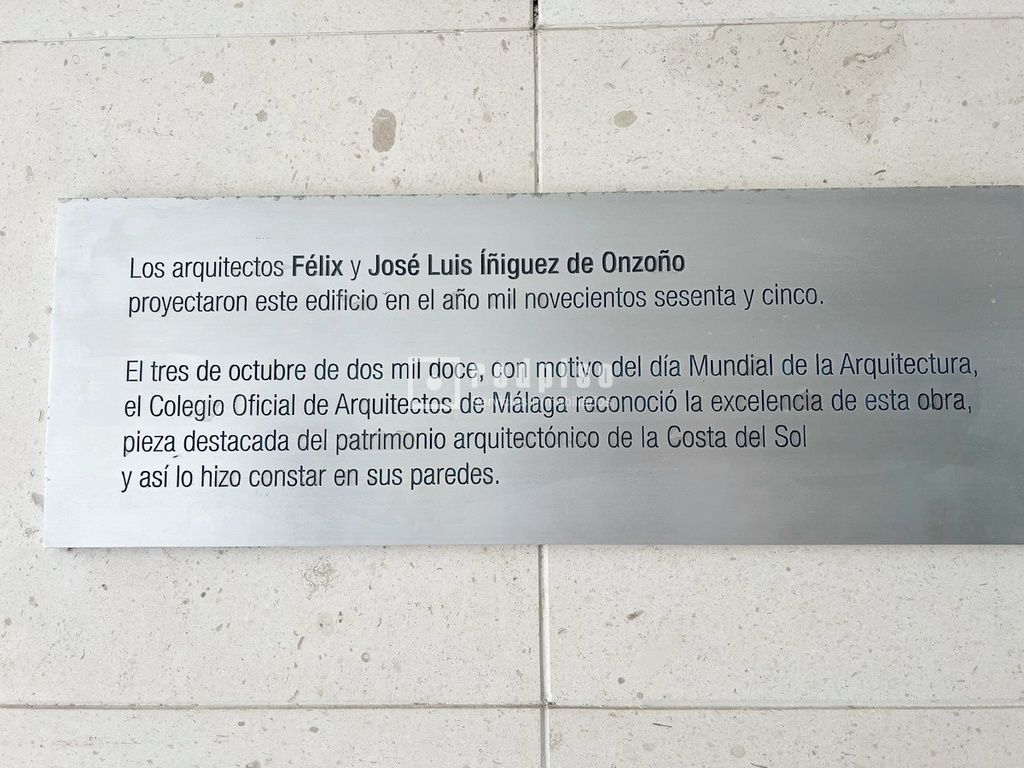 Los arquitectos Félix y José Luis Íñiguez de Onzoño
proyectaron este edificio en el año mil novecientos sesenta y cinco.
El tres de octubre de dos mil doce, con motivo del día Mundial de la Arquitectura,
el Colegio Oficial de Arquitectos de Málaga reconoció la excelencia de esta obra,
pieza destacada del patrimonio arquitectónico de la Costa del Sol
y así lo hizo constar en sus paredes.
redpiso